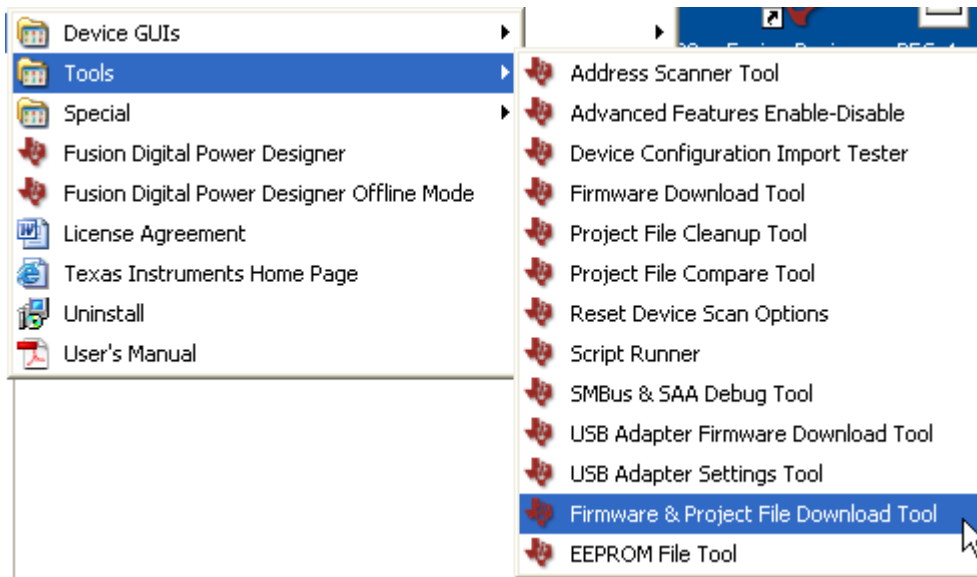 Device GUIs
Tools
Special
Fusion Digital Power Designer
Fusion Digital Power Designer Offline Mode
License Agreement
Texas Instruments Home Page
Uninstall
User's Manual
Address Scanner Tool
Advanced Features Enable-Disable
Device Configuration Import Tester
Firmware Download Tool
Project File Cleanup Tool
Project File Compare Tool
Reset Device Scan Options
Script Runner
SMBus & SAA Debug Tool
USB Adapter Firmware Download Tool
USB Adapter Settings Tool
Firmware & Project File Download Tool
EEPROM File Tool